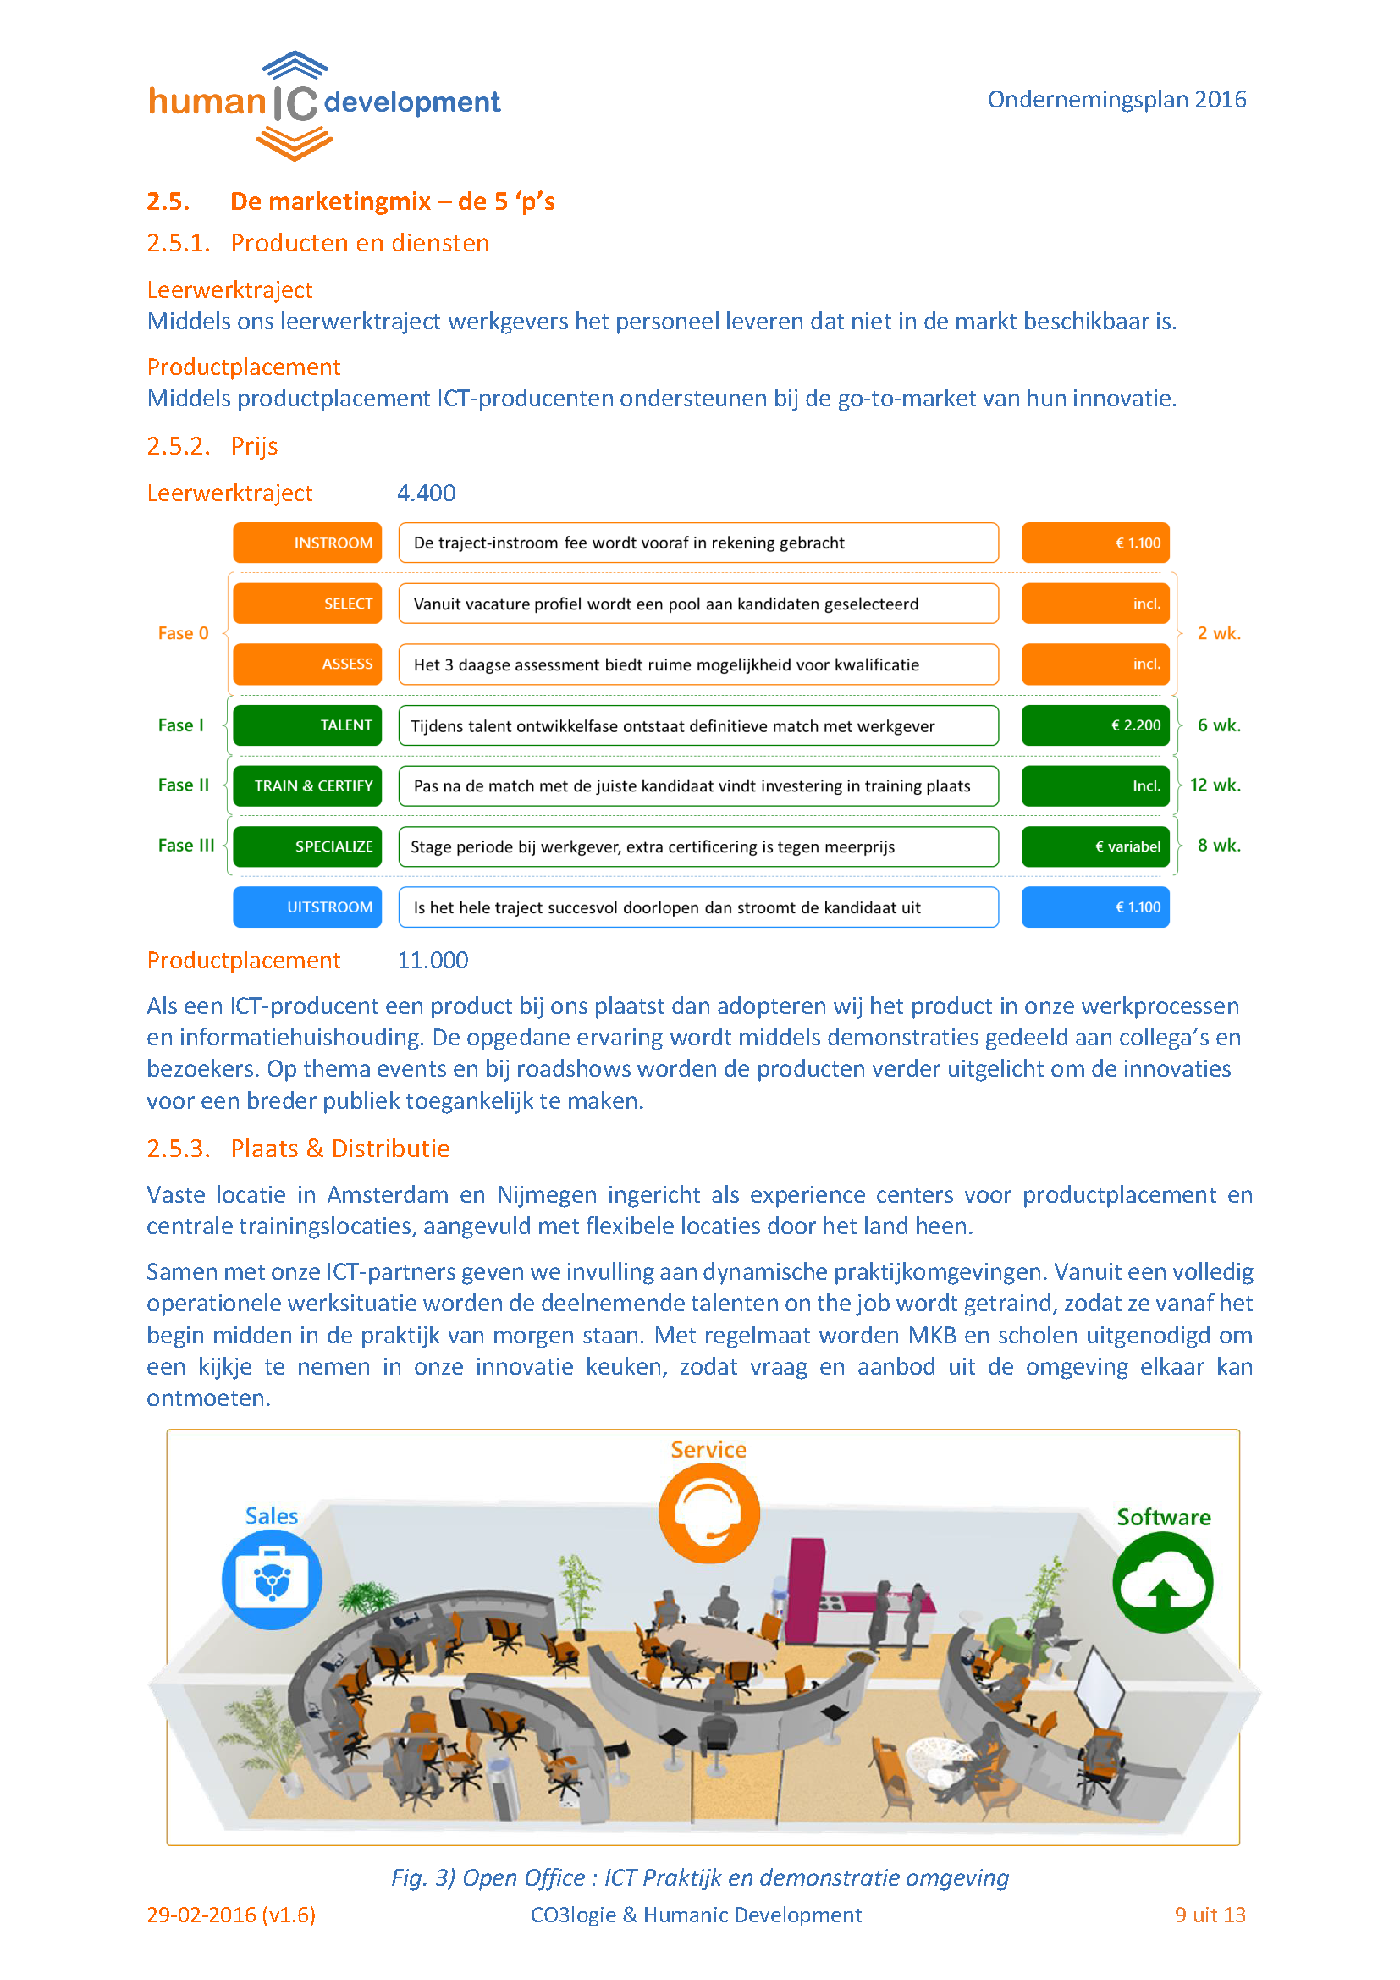 human IC development
Ondernemingsplan 2016
2.5. De marketingmix – de 5 ‘p’s
2.5.1. Producten en diensten
Leerwerktraject
Middels ons leerwerktraject werkgevers het personeel leveren dat niet in de markt beschikbaar is.
Productplacement
Middels productplacement ICT-producenten ondersteunen bij de go-to-market van hun innovatie.
2.5.2. Prijs
Leerwerktraject 4.400
INSTROOM De traject-instroom fee wordt vooraf in rekening gebracht € 1.100
SELECT Vanuit vacature profiel wordt een pool aan kandidaten geselecteerd incl.
Fase 0 2 wk.
ASSESS Het 3 daagse assessment biedt ruime mogelijkheid voor kwalificatie incl.
Fase I TALENT Tijdens talent ontwikkelfase ontstaat definitieve match met werkgever € 2.200 6 wk.
Fase II TRAIN & CERTIFY Pas na de match met de juiste kandidaat vindt investering in training plaats Incl. 12 wk.
Fase III SPECIALIZE Stage periode bij werkgever, extra certificering is tegen meerprijs € variabel 8 wk.
UITSTROOM Is het hele traject succesvol doorlopen dan stroomt de kandidaat uit € 1.100
Productplacement 11.000
Als een ICT-producent een product bij ons plaatst dan adopteren wij het product in onze werkprocessen
en informatiehuishouding. De opgedane ervaring wordt middels demonstraties gedeeld aan collega’s en
bezoekers. Op thema events en bij roadshows worden de producten verder uitgelicht om de innovaties
voor een breder publiek toegankelijk te maken.
2.5.3. Plaats & Distributie
Vaste locatie in Amsterdam en Nijmegen ingericht als experience centers voor productplacement en
centrale trainingslocaties, aangevuld met flexibele locaties door het land heen.
Samen met onze ICT-partners geven we invulling aan dynamische praktijkomgevingen. Vanuit een volledig
operationele werksituatie worden de deelnemende talenten on the job wordt getraind, zodat ze vanaf het
begin midden in de praktijk van morgen staan. Met regelmaat worden MKB en scholen uitgenodigd om
een kijkje te nemen in onze innovatie keuken, zodat vraag en aanbod uit de omgeving elkaar kan
ontmoeten.
Service
Sales
Software
Fig. 3) Open Office : ICT Praktijk en demonstratie omgeving
29-02-2016 (v1.6) CO3logie & Humanic Development 9 uit 13